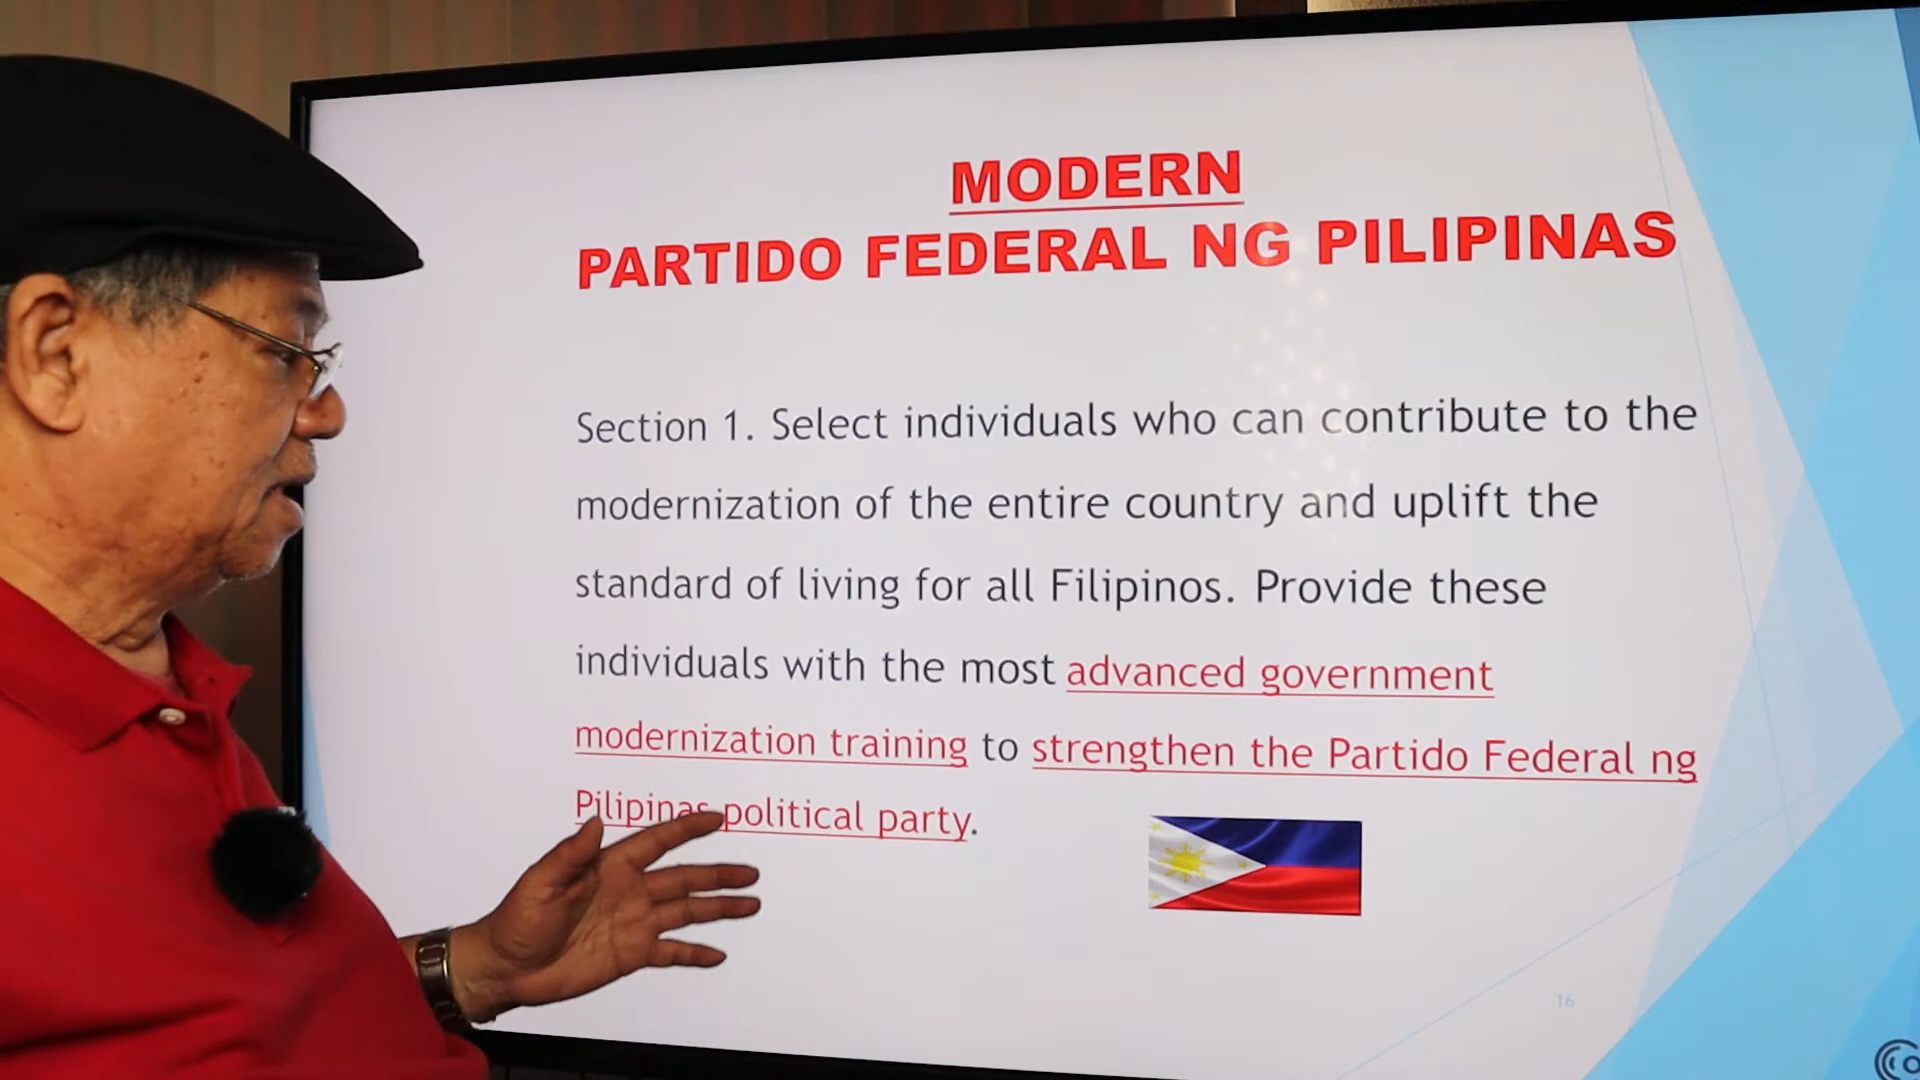 MODERN
PARTIDO FEDERAL NG PILIPINAS
Section 1. Select individuals who can contribute to the
modernization of the entire country and uplift the
standard of living for all Filipinos. Provide these
individuals with the most advanced government
modernization training to strengthen the Partido Federal ng
Pilipinas political party.
16